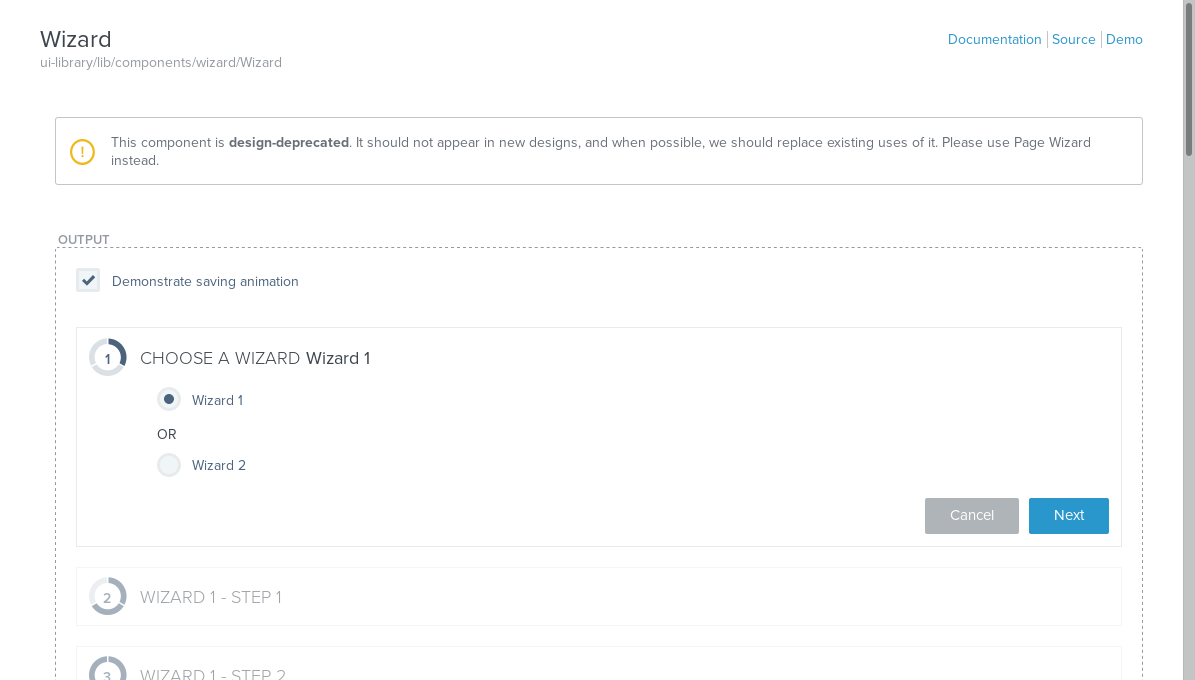 Wizard
Documentation Source Demo
ui-library/lib/components/wizard/Wizard
This component is design-deprecated. It should not appear in new designs, and when possible, we should replace existing uses of it. Please use Page Wizard
instead.
OUTPUT
Demonstrate saving animation
1 CHOOSE A WIZARD Wizard 1
Wizard 1
OR
Wizard 2
Cancel Next
2 WIZARD 1 - STEP 1
3 WIZARD 1 - STEP 2